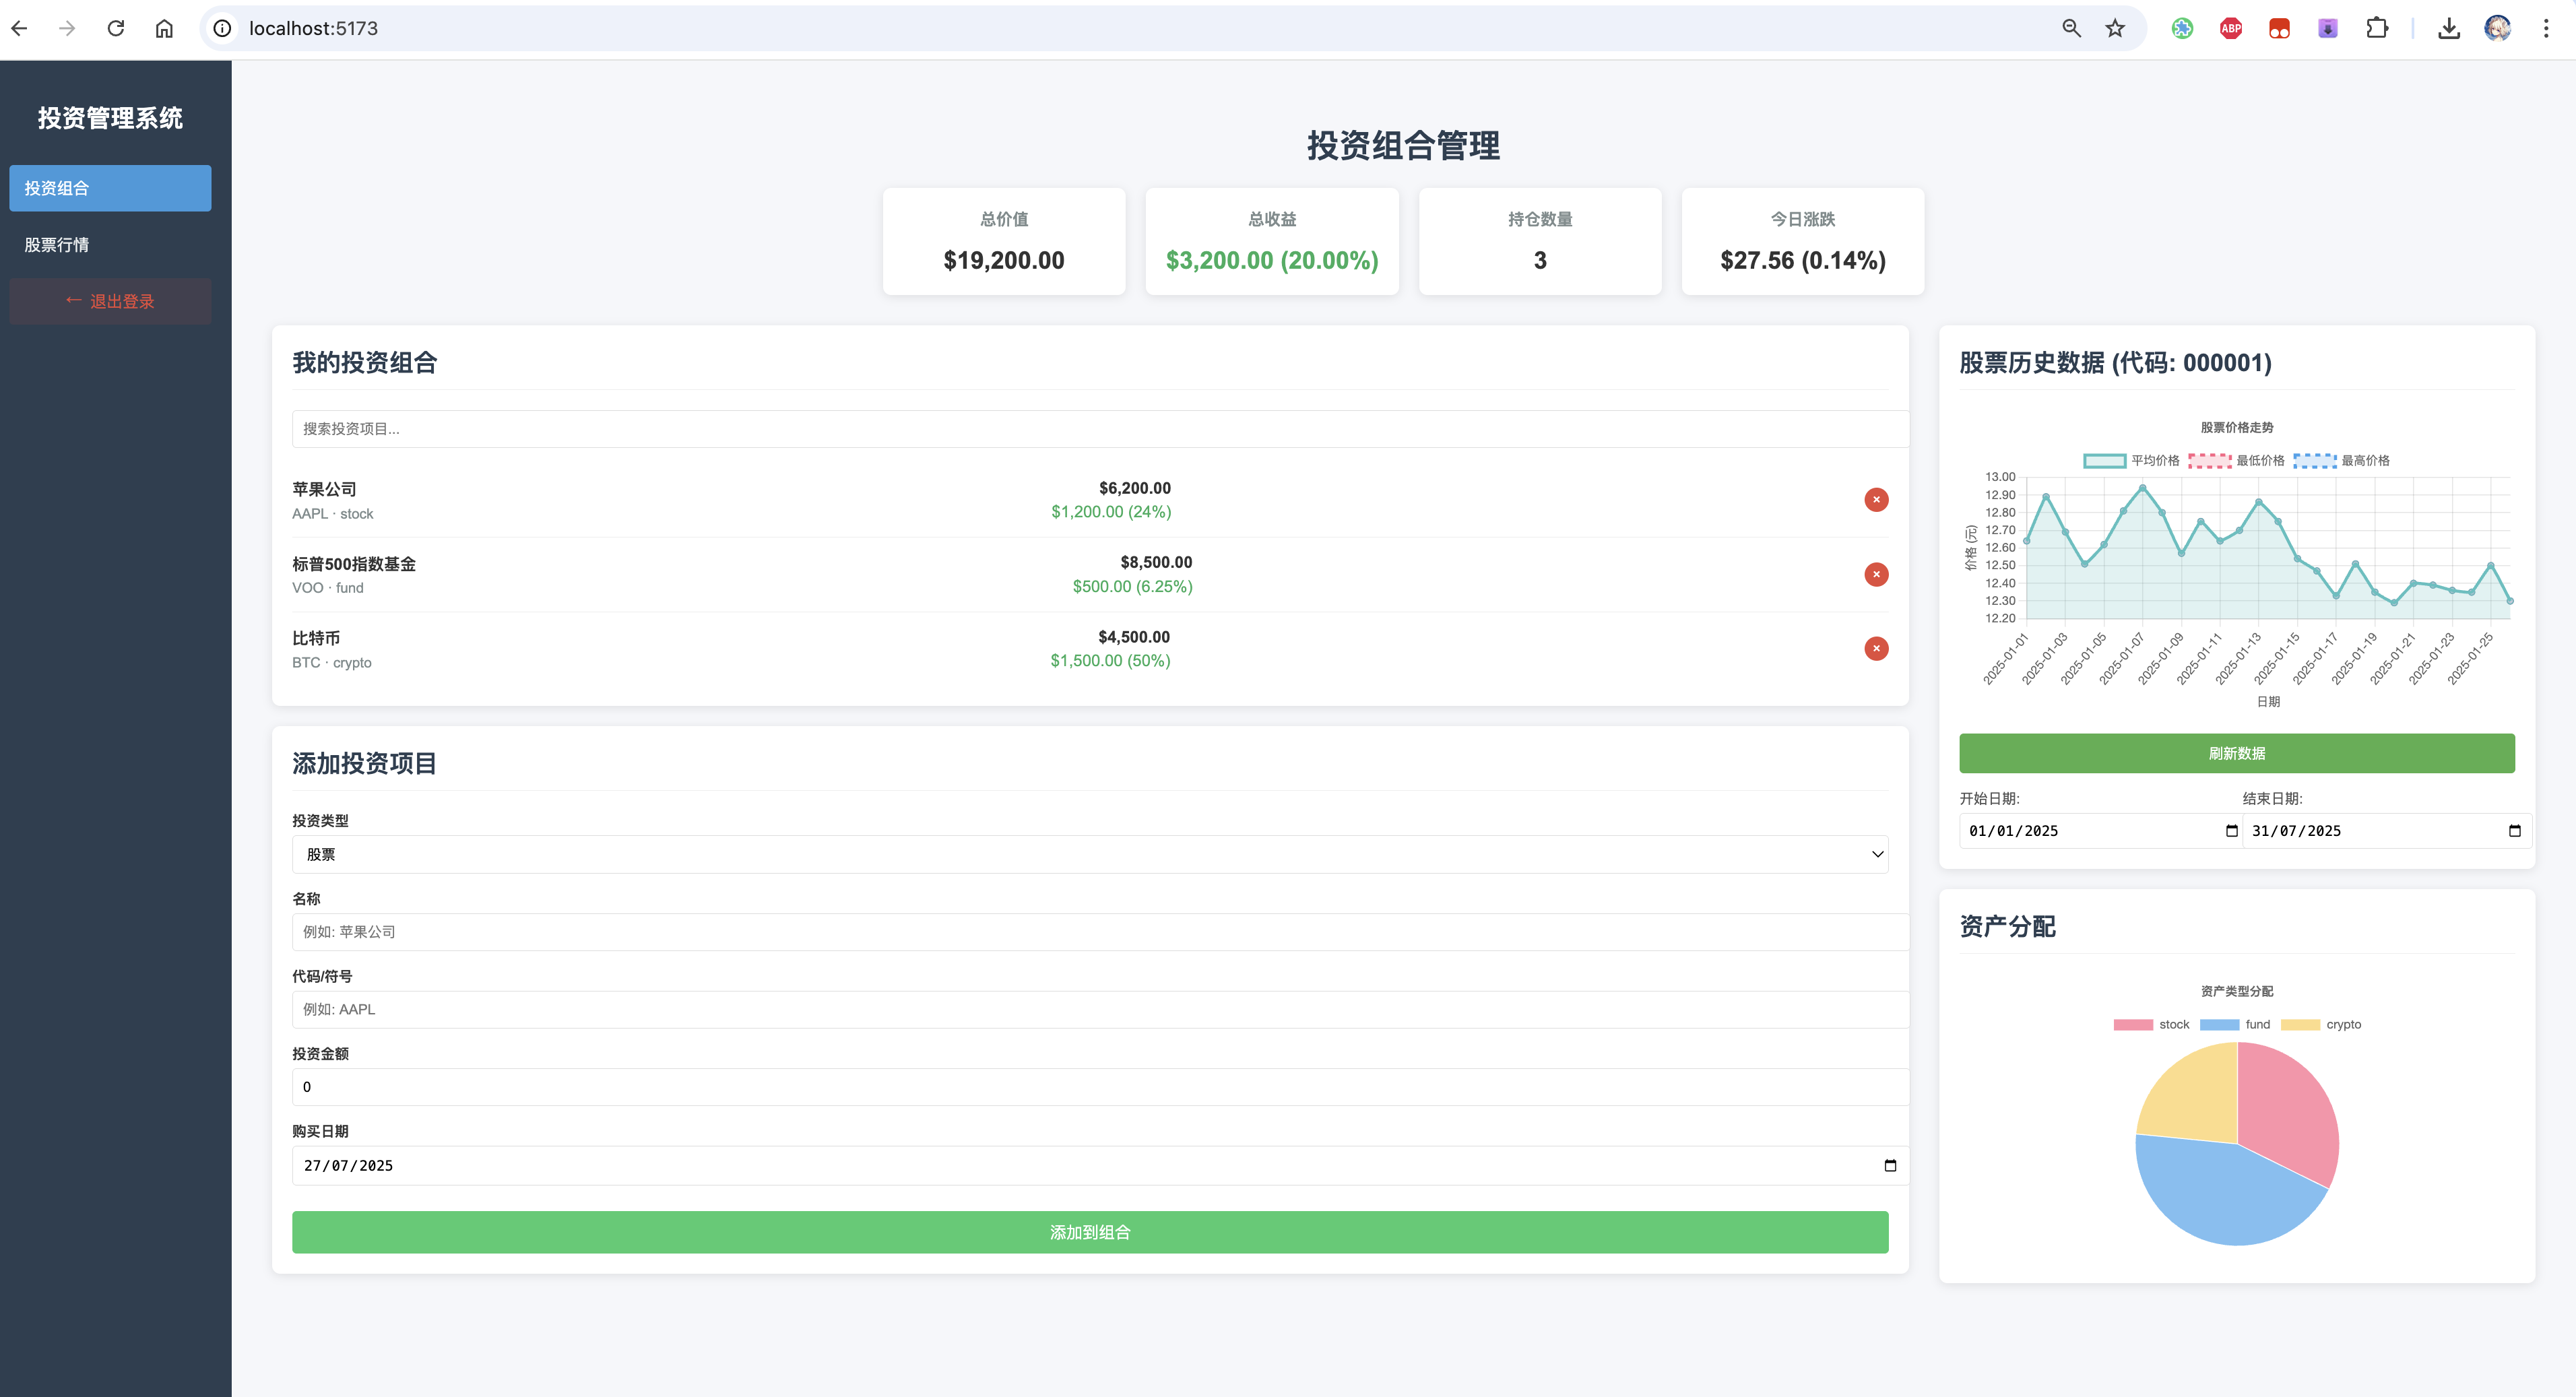 localhost:5173
ABP
投资管理系统
投资组合
股票行情
← 退出登录
投资组合管理
总价值
$19,200.00
总收益
$3,200.00 (20.00%)
持仓数量
3
今日涨跌
$27.56 (0.14%)
我的投资组合
搜索投资项目...
苹果公司
AAPL · stock
$6,200.00
$1,200.00 (24%)
×
标普500指数基金
VOO · fund
$8,500.00
$500.00 (6.25%)
×
比特币
BTC · crypto
$4,500.00
$1,500.00 (50%)
×
添加投资项目
投资类型
股票
名称
例如: 苹果公司
代码/符号
例如: AAPL
投资金额
0
购买日期
27/07/2025
添加到组合
股票历史数据 (代码: 000001)
股票价格走势
平均价格 最低价格 最高价格
价格 (元)
13.00
12.90
12.80
12.70
12.60
12.50
12.40
12.30
12.20
2025-01-01
2025-01-03
2025-01-05
2025-01-07
2025-01-09
2025-01-11
2025-01-13
2025-01-15
2025-01-17
2025-01-19
2025-01-21
2025-01-23
2025-01-25
日期
刷新数据
开始日期: 结束日期:
01/01/2025 31/07/2025
资产分配
资产类型分配
stock fund crypto